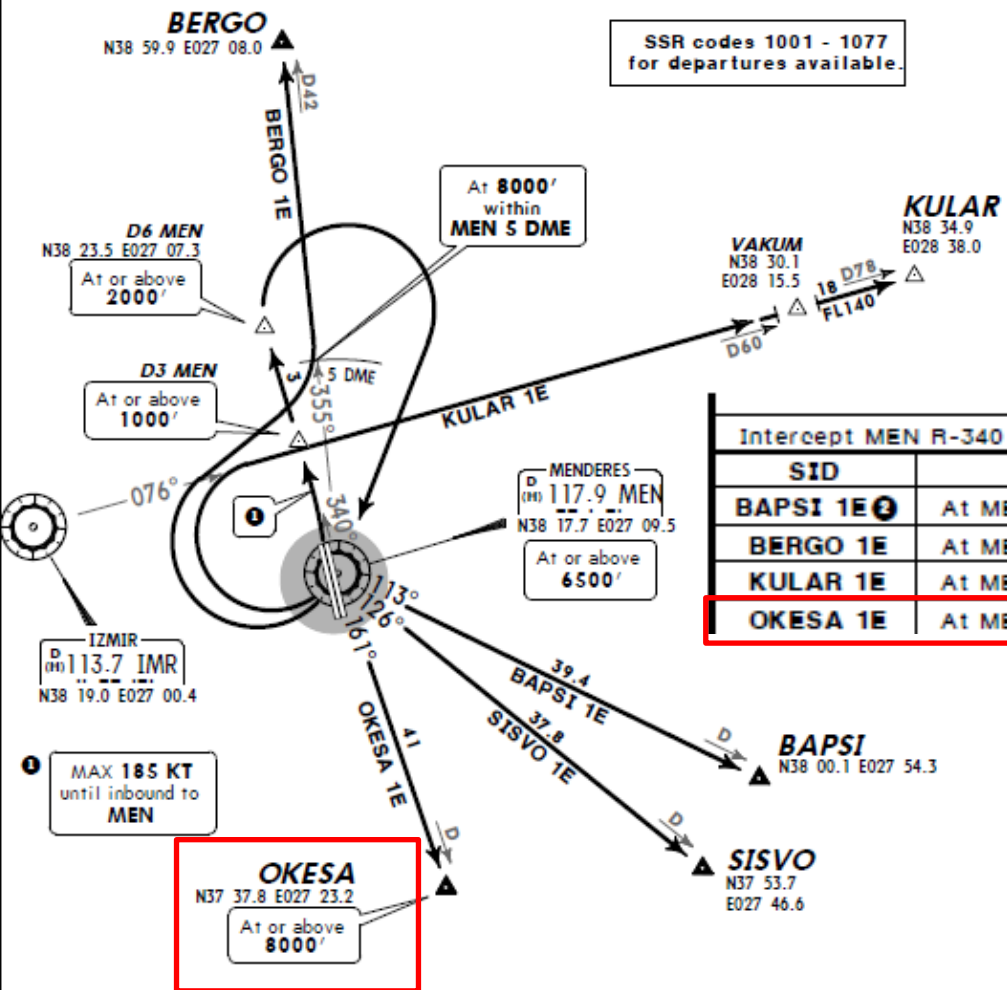 BERGO
N38 59.9 E027 08.0
SSR codes 1001 - 1077
for departures available.
D42
BERGO 1E
At 8000'
within
MEN 5 DME
KULAR
N38 34.9
E028 38.0
D6 MEN
N38 23.5 E027 07.3
At or above
2000'
VAKUM
N38 30.1
E028 15.5
18 D78
FL140
D60
D3 MEN
At or above
1000'
3
5 DME
355°
KULAR 1E
Intercept MEN R-340
SID
BAPSI 1E 2 At ME
BERGO 1E At ME
KULAR 1E At ME
OKESA 1E At ME
076°
1
340°
MENDERES
D
(H) 117.9 MEN
N38 17.7 E027 09.5
At or above
6500'
113°
126°
161°
IZMIR
D
(H) 113.7 IMR
N38 19.0 E027 00.4
39.4
BAPSI 1E
37.8
SISVO 1E
41
OKESA 1E
D
BAPSI
N38 00.1 E027 54.3
1
MAX 185 KT
until inbound to
MEN
D
D
SISVO
N37 53.7
E027 46.6
OKESA
N37 37.8 E027 23.2
At or above
8000'